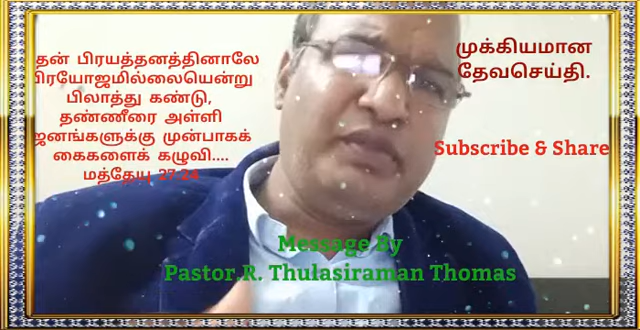 தன் பிரயத்தனத்தினாலே
பிரயோஜமில்லையென்று
பிலாத்து கண்டு,
தண்ணீரை அள்ளி
ஜனங்களுக்கு முன்பாகக்
கைகளைக் கழுவி....
மத்தேயு 27:24
முக்கியமான
தேவசெய்தி.
Subscribe & Share
Message By
Pastor.R. Thulasiraman Thomas